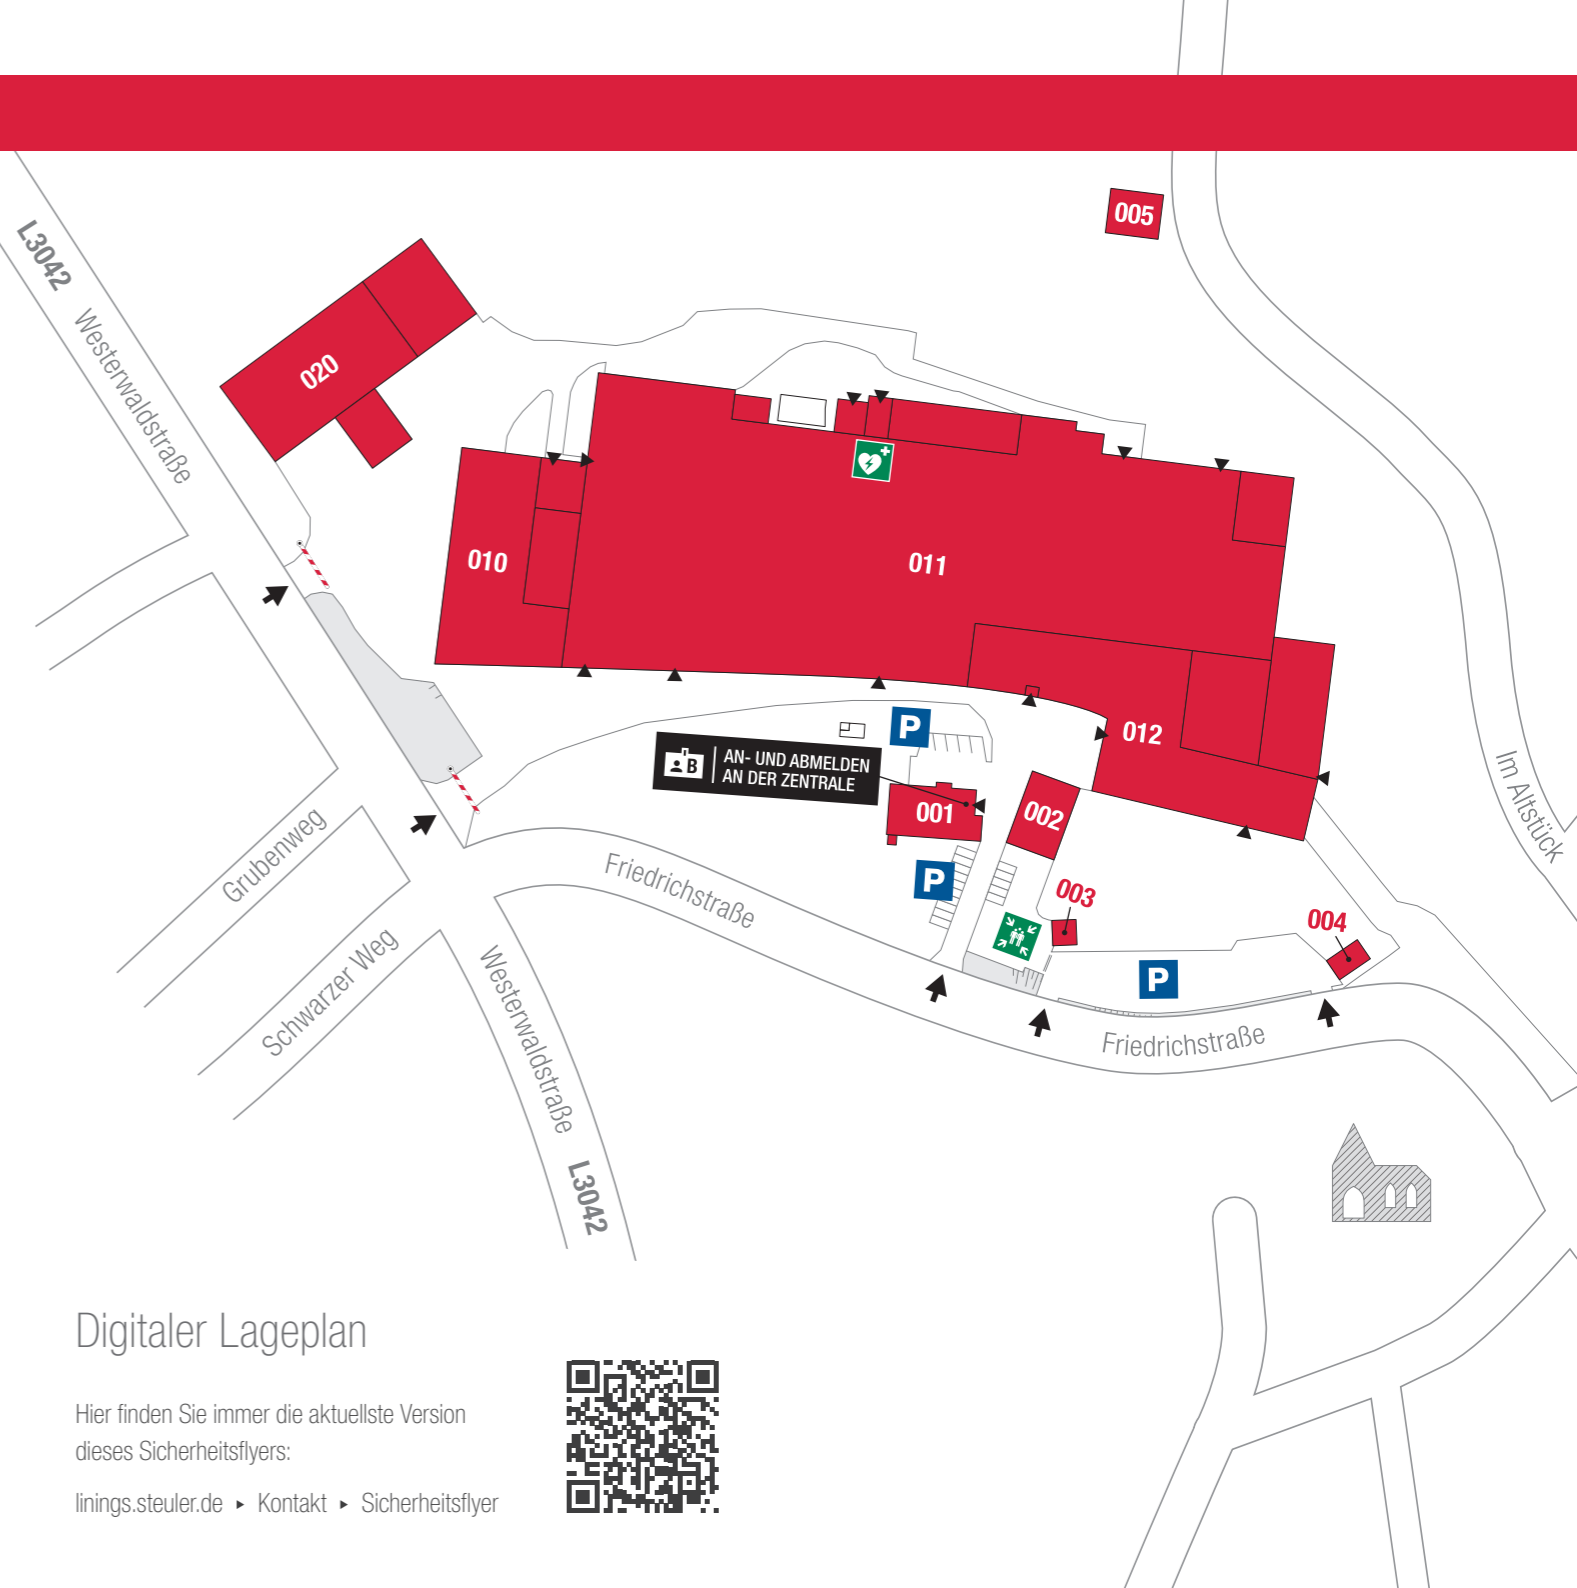 005
L3042
Westerwaldstraße
020
010
011
012
P
B
AN- UND ABMELDEN
AN DER ZENTRALE
001
002
P
003
004
P
Im Altstück
Grubenweg
Schwarzer Weg
Friedrichstraße
Friedrichstraße
Westerwaldstraße
L3042
Digitaler Lageplan
Hier finden Sie immer die aktuellste Version
dieses Sicherheitsflyers:
linings.steuler.de ▸ Kontakt ▸ Sicherheitsflyer